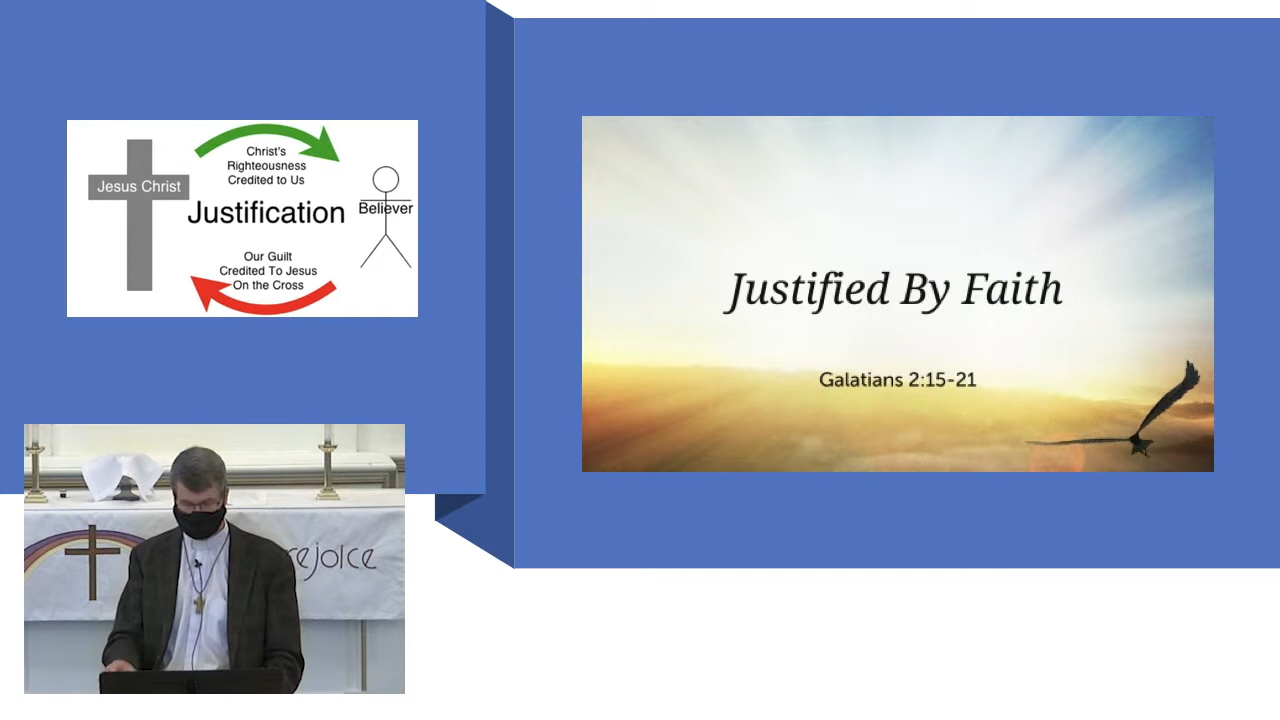 Christ's
Righteousness
Credited to Us
Jesus Christ
Justification
Believer
Our Guilt
Credited To Jesus
On the Cross
Justified By Faith
Galatians 2:15-21
rejoice